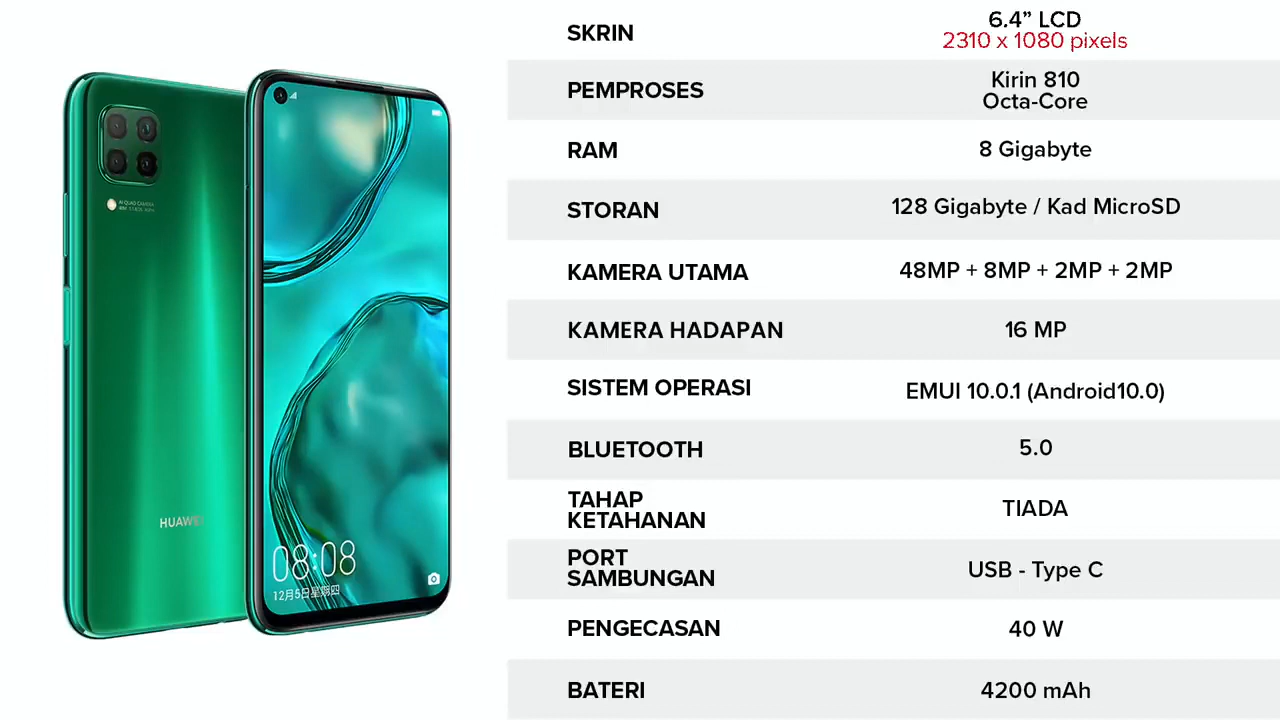 HUAWEI
08:08
12月5日星期四
SKRIN
6.4” LCD
2310 x 1080 pixels
PEMPROSES
Kirin 810
Octa-Core
RAM
8 Gigabyte
STORAN
128 Gigabyte / Kad MicroSD
KAMERA UTAMA
48MP + 8MP + 2MP + 2MP
KAMERA HADAPAN
16 MP
SISTEM OPERASI
EMUI 10.0.1 (Android10.0)
BLUETOOTH
5.0
TAHAP
KETAHANAN
TIADA
PORT
SAMBUNGAN
USB - Type C
PENGECASAN
40 W
BATERI
4200 mAh